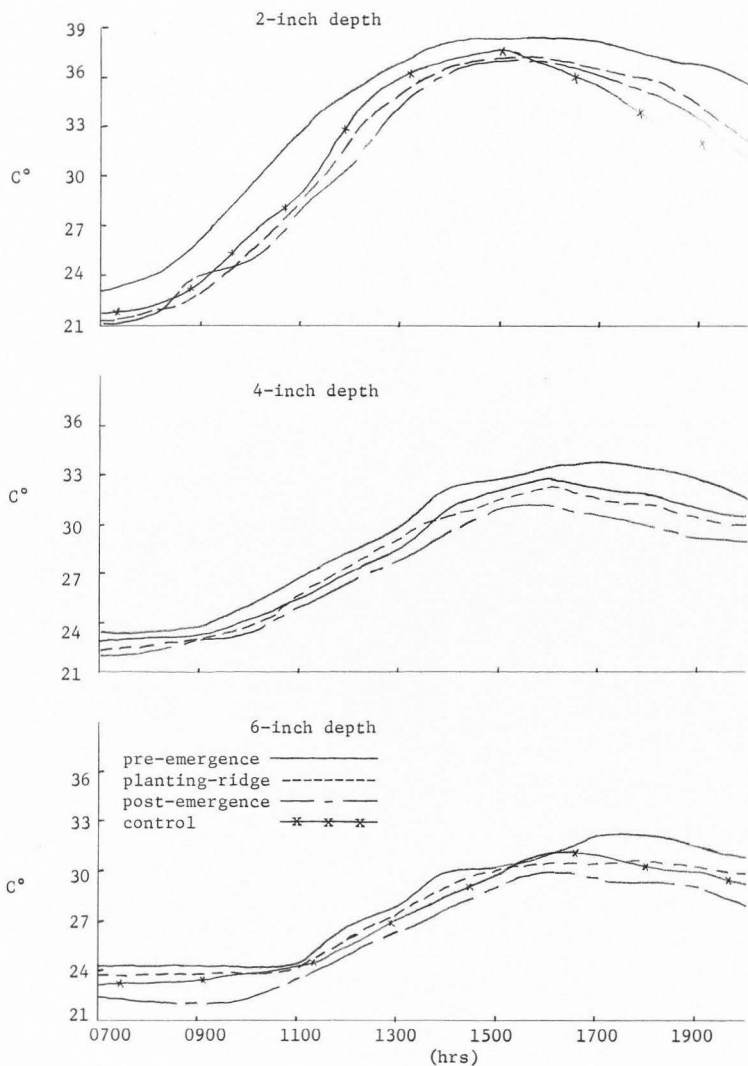 2-inch depth
39
36
33
C°
30
27
24
21
4-inch depth
36
33
C°
30
27
24
21
6-inch depth
pre-emergence
36
planting-ridge
post-emergence
33
control
30
C°
27
24
21
0700 0900 1100 1300 1500 1700 1900
(hrs)